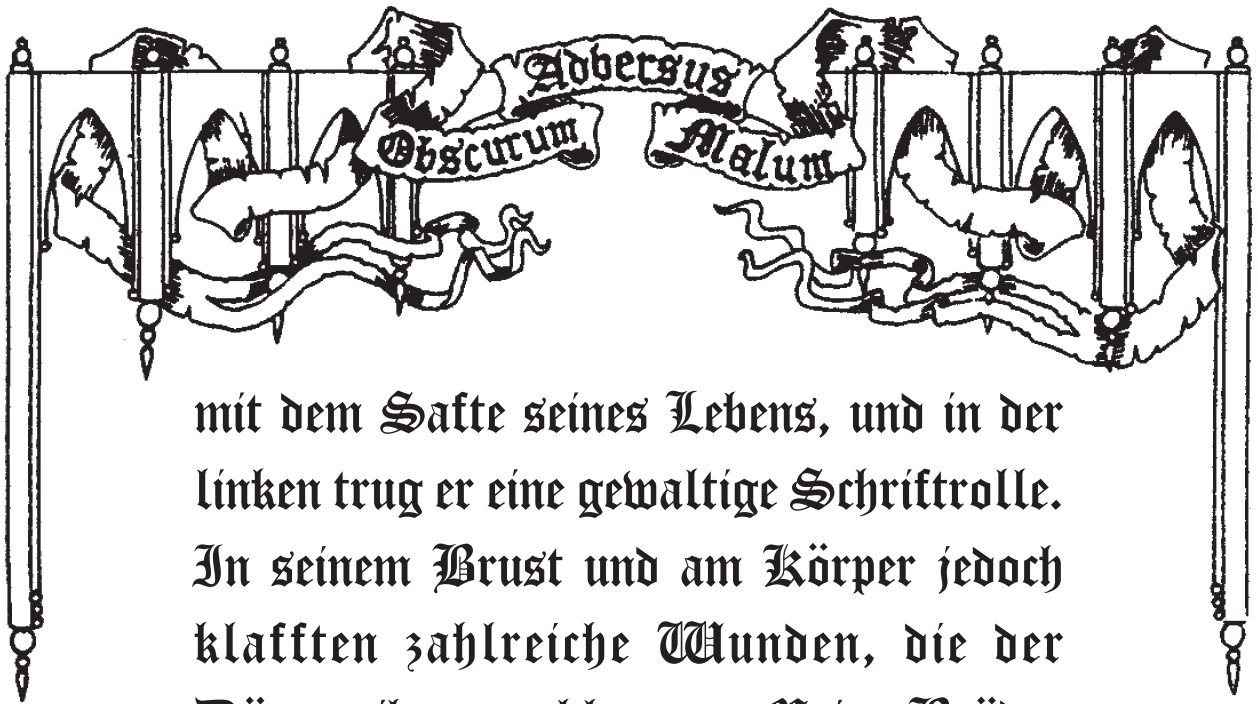 Adversus
Obscurum Malum
mit dem Safte seines Lebens, und in der
linken trug er eine gewaltige Schriftrolle.
In seinem Brust und am Körper jedoch
klafften zahlreiche Wunden, die der